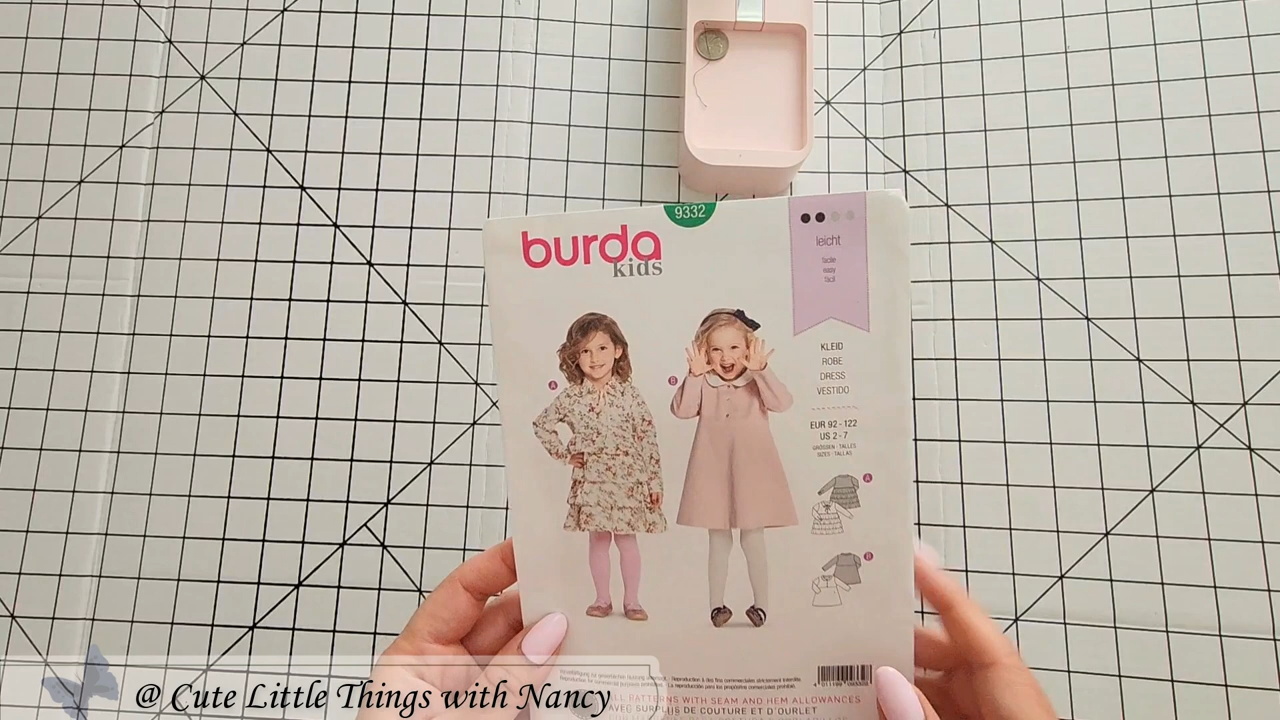 9332
burda
kids
leicht
facile
easy
fácil
KLEID
ROBE
DRESS
VESTIDO
EUR 92 - 122
US 2 - 7
GRÖSSEN · TALLES
SIZES · TALLAS
A
B
A
B
ALL PATTERNS WITH SEAM AND HEM ALLOWANCES
AVEC SURPLUS DE COUTURE ET D'OURLET
@ Cute Little Things with Nancy